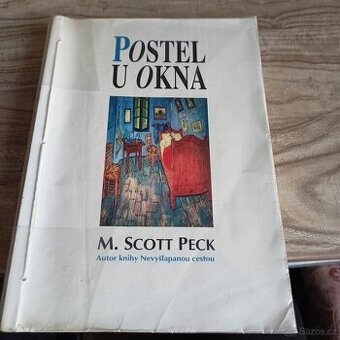 POSTEL
U OKNA
M. SCOTT PECK
Autor knihy Nevyšlapanou cestou